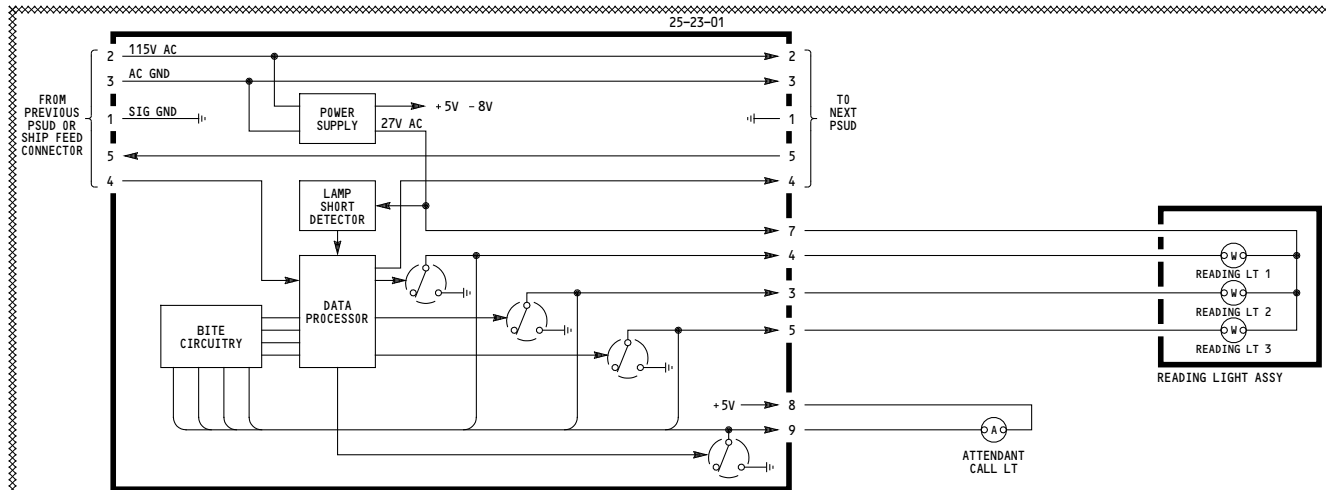 25-23-01
2 115V AC 2
3 AC GND 3
FROM
PREVIOUS
PSUD OR
SHIP FEED
CONNECTOR
1 SIG GND
POWER
SUPPLY
+5V -8V
27V AC
1
TO
NEXT
PSUD
5 5
4 4
LAMP
SHORT
DETECTOR
7
4
W
READING LT 1
3
W
READING LT 2
5
W
READING LT 3
READING LIGHT ASSY
DATA
PROCESSOR
BITE
CIRCUITRY
+5V 8
9
A
ATTENDANT
CALL LT